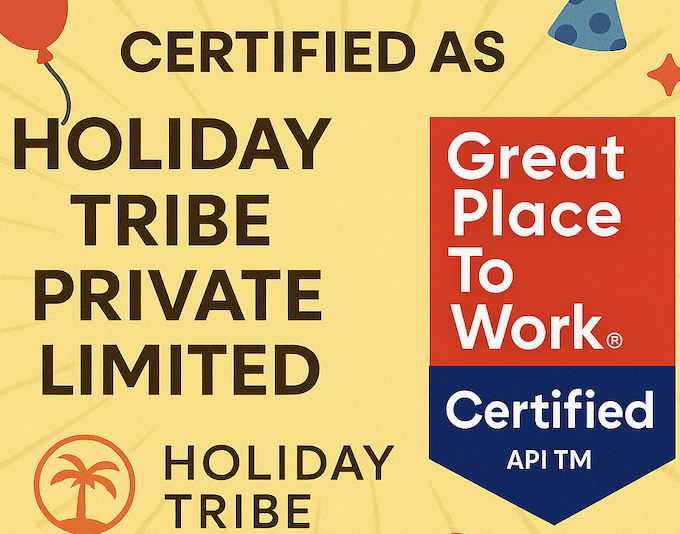 CERTIFIED AS
HOLIDAY
TRIBE
PRIVATE
LIMITED
HOLIDAY
TRIBE
Great
Place
To
Work®
Certified
API TM